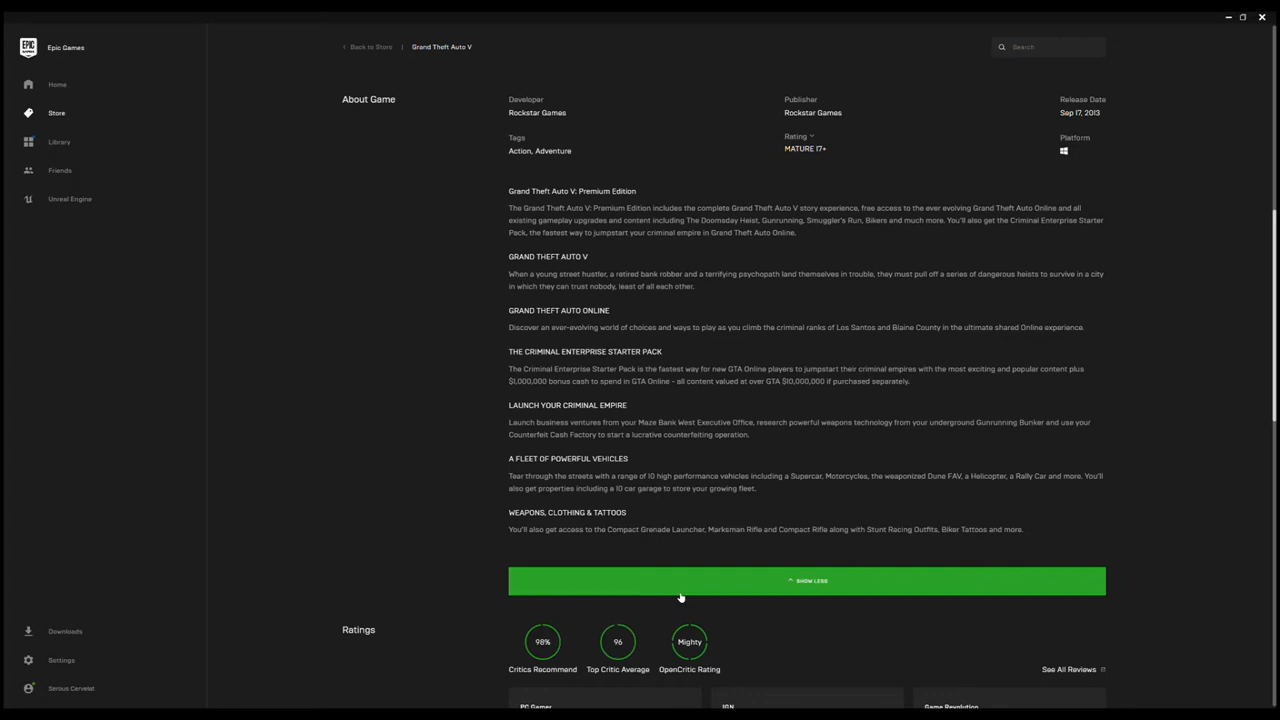 EPIC GAMES
Epic Games
Home
Store
Library
Friends
Unreal Engine
Downloads
Settings
Serous Cervelat
Back to Store | Grand Theft Auto V
Search
About Game
Developer
Rockstar Games
Publisher
Rockstar Games
Release Date
Sep 17, 2013
Tags
Action, Adventure
Rating
MATURE 17+
Platform
Grand Theft Auto V: Premium Edition
The Grand Theft Auto V: Premium Edition includes the complete Grand Theft Auto V story experience, free access to the ever evolving Grand Theft Auto Online and all
existing gameplay upgrades and content including The Doomsday Heist, Gunrunning, Smuggler's Run, Bikers and much more. You'll also get the Criminal Enterprise Starter
Pack, the fastest way to jumpstart your criminal empire in Grand Theft Auto Online.
GRAND THEFT AUTO V
When a young street hustler, a retired bank robber and a terrifying psychopath land themselves in trouble, they must pull off a series of dangerous heists to survive in a city
in which they can trust nobody, least of all each other.
GRAND THEFT AUTO ONLINE
Discover an ever-evolving world of choices and ways to play as you climb the criminal ranks of Los Santos and Blaine County in the ultimate shared Online experience.
THE CRIMINAL ENTERPRISE STARTER PACK
The Criminal Enterprise Starter Pack is the fastest way for new GTA Online players to jumpstart their criminal empires with the most exciting and popular content plus
$1,000,000 bonus cash to spend in GTA Online - all content valued at over GTA $10,000,000 if purchased separately.
LAUNCH YOUR CRIMINAL EMPIRE
Launch business ventures from your Maze Bank West Executive Office, research powerful weapons technology from your underground Gunrunning Bunker and use your
Counterfeit Cash Factory to start a lucrative counterfeiting operation.
A FLEET OF POWERFUL VEHICLES
Tear through the streets with a range of 10 high performance vehicles including a Supercar, Motorcycles, the weaponized Dune FAV, a Helicopter, a Rally Car and more. You'll
also get properties including a 10 car garage to store your growing fleet.
WEAPONS, CLOTHING & TATTOOS
You'll also get access to the Compact Grenade Launcher, Marksman Rifle and Compact Rifle along with Stunt Racing Outfits, Biker Tattoos and more.
SHOW LESS
Ratings
98%
Critics Recommend
96
Top Critic Average
Mighty
OpenCritic Rating
See All Reviews
PC Gamer
IGN
Game Revolution